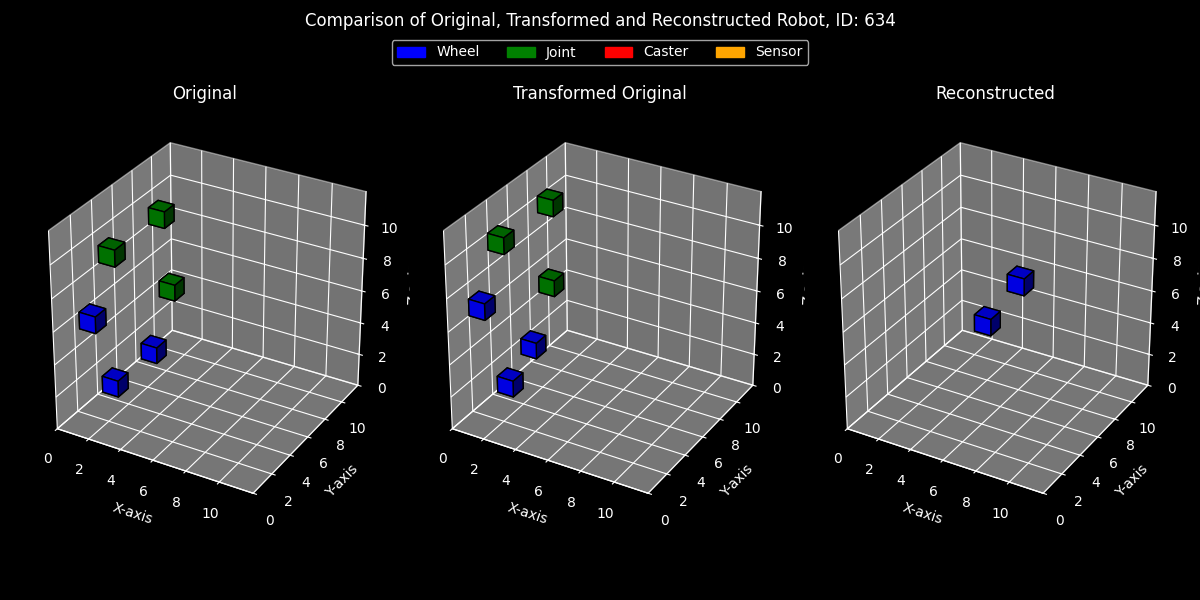 Comparison of Original, Transformed and Reconstructed Robot, ID: 634
Wheel Joint Caster Sensor
Original Transformed Original Reconstructed
10 10 10
8 8 8
6 6 6
4 4 4
2 2 2
0 0 0
0 2 4 6 8 10 0 2 4 6 8 10 0 2 4 6 8 10
0 2 4 6 8 10 0 2 4 6 8 10 0 2 4 6 8 10
X-axis Y-axis X-axis Y-axis X-axis Y-axis